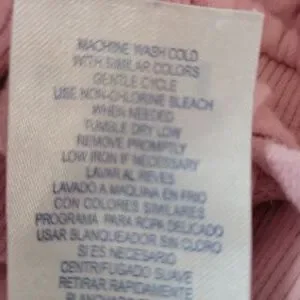 MACHINE WASH COLD
WITH SIMILAR COLORS
GENTLE CYCLE
USE NON-CHLORINE BLEACH
WHEN NEEDED
TUMBLE DRY LOW
REMOVE PROMPTLY
LOW IRON IF NECESSARY
LAVAR AL REVES
LAVADO A MAQUINA EN FRIO
CON COLORES SIMILARES
PROGRAMA PARA ROPA DELICADO
USAR BLANQUEADOR SIN CLORO
SI ES NECESARIO
CENTRIFUGADO SUAVE
RETIRAR RAPIDAMENTE